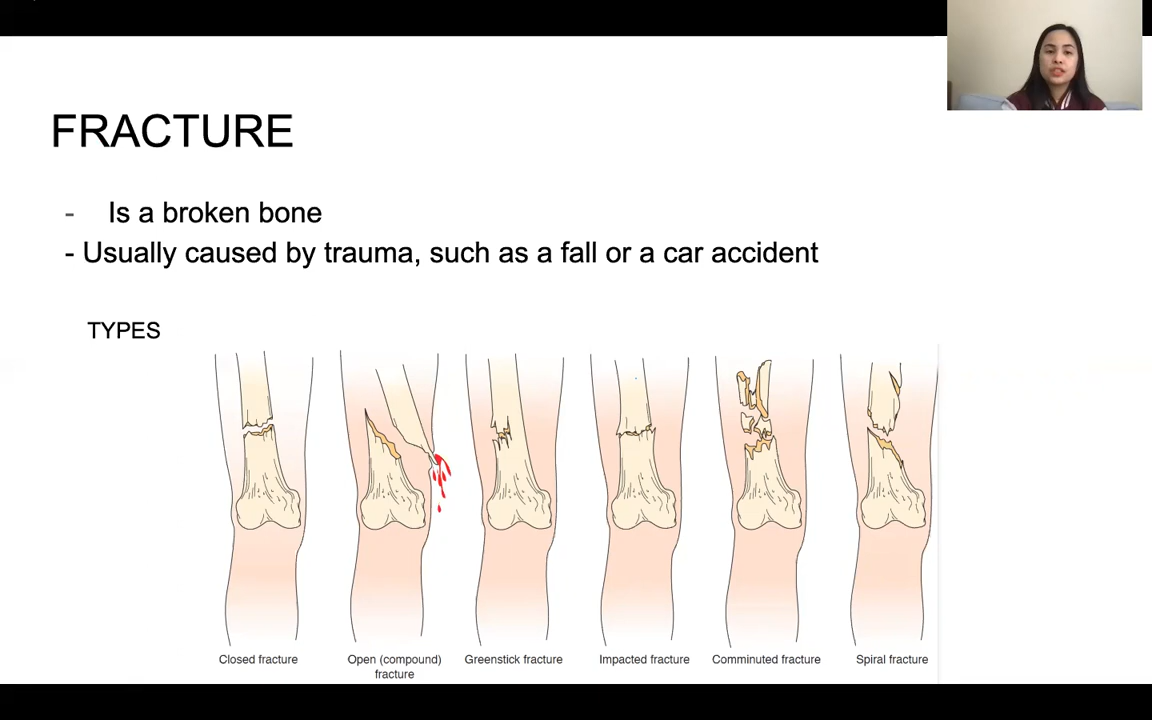 FRACTURE
- Is a broken bone
- Usually caused by trauma, such as a fall or a car accident
TYPES
Closed fracture
Open (compound)
fracture
Greenstick fracture
Impacted fracture
Comminuted fracture
Spiral fracture